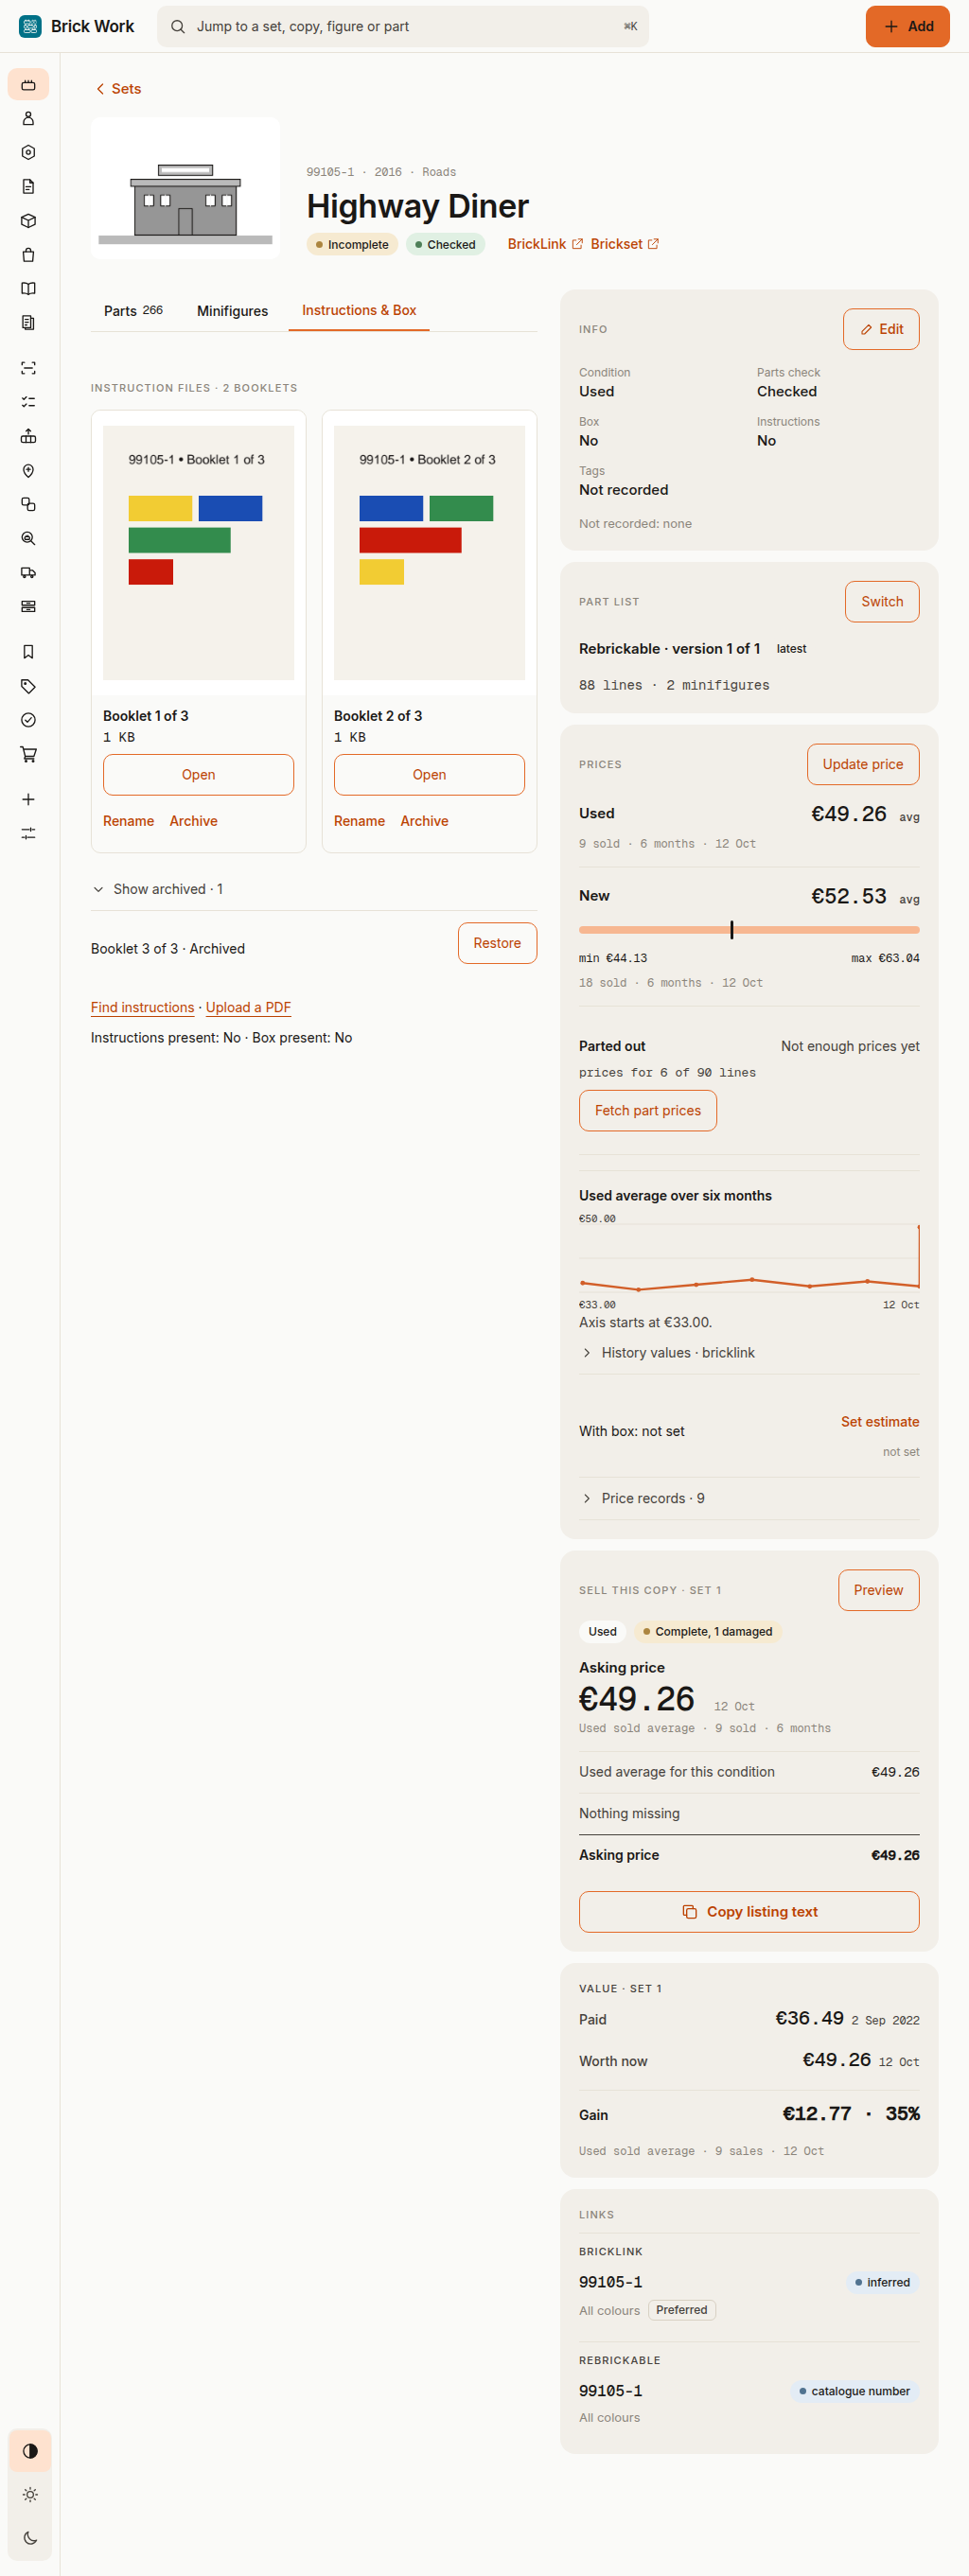 Brick Work
Jump to a set, copy, figure or part
⌘K
+ Add
Sets
99105-1 · 2016 · Roads
Highway Diner
Incomplete
Checked
BrickLink
Brickset
Parts 266
Minifigures
Instructions & Box
INSTRUCTION FILES · 2 BOOKLETS
99105-1 • Booklet 1 of 3
Booklet 1 of 3
1 KB
Open
Rename
Archive
99105-1 • Booklet 2 of 3
Booklet 2 of 3
1 KB
Open
Rename
Archive
Show archived · 1
Booklet 3 of 3 · Archived
Restore
Find instructions · Upload a PDF
Instructions present: No · Box present: No
INFO
Edit
Condition
Used
Parts check
Checked
Box
No
Instructions
No
Tags
Not recorded
Not recorded: none
PART LIST
Switch
Rebrickable · version 1 of 1 latest
88 lines · 2 minifigures
PRICES
Update price
Used
€49.26 avg
9 sold · 6 months · 12 Oct
New
€52.53 avg
min €44.13
max €63.04
18 sold · 6 months · 12 Oct
Parted out
Not enough prices yet
prices for 6 of 90 lines
Fetch part prices
Used average over six months
€50.00
€33.00
12 Oct
Axis starts at €33.00.
History values · bricklink
With box: not set
Set estimate
not set
Price records · 9
SELL THIS COPY · SET 1
Preview
Used
Complete, 1 damaged
Asking price
€49.26 12 Oct
Used sold average · 9 sold · 6 months
Used average for this condition
€49.26
Nothing missing
Asking price
€49.26
Copy listing text
VALUE · SET 1
Paid
€36.49 2 Sep 2022
Worth now
€49.26 12 Oct
Gain
€12.77 · 35%
Used sold average · 9 sales · 12 Oct
LINKS
BRICKLINK
99105-1
inferred
All colours Preferred
REBRICKABLE
99105-1
catalogue number
All colours